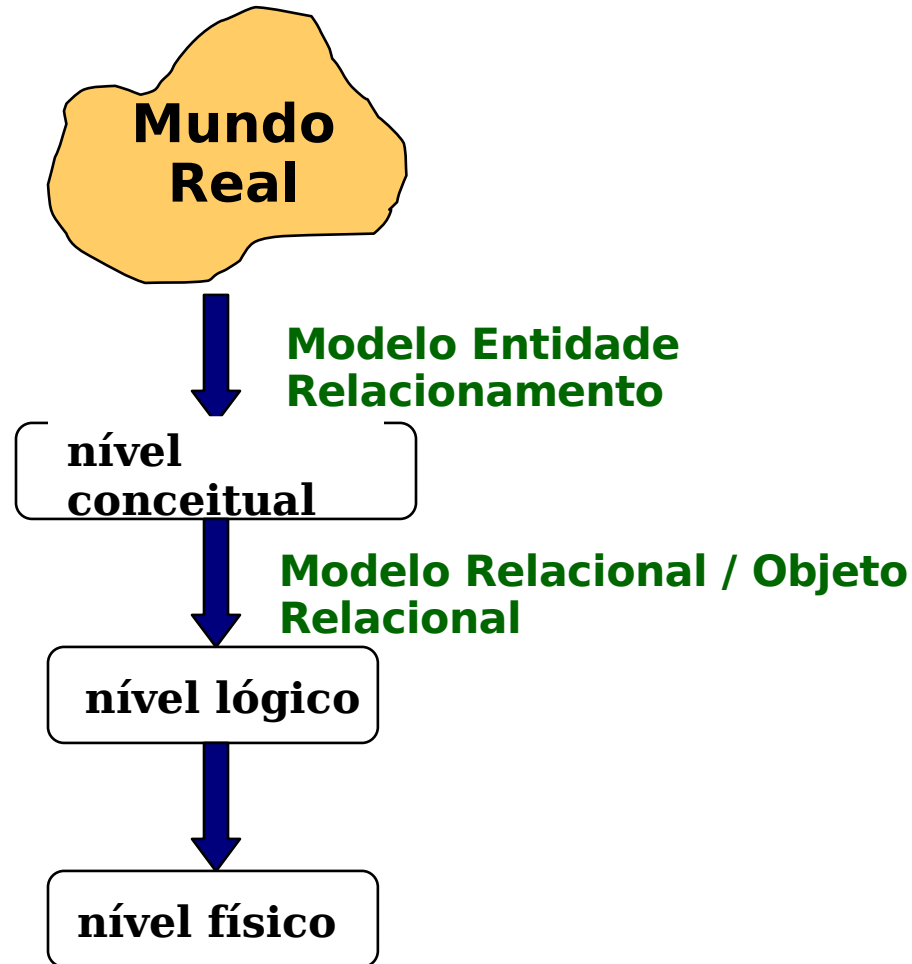 Mundo
Real
Modelo Entidade
Relacionamento
nível
conceitual
Modelo Relacional / Objeto
Relacional
nível lógico
nível físico